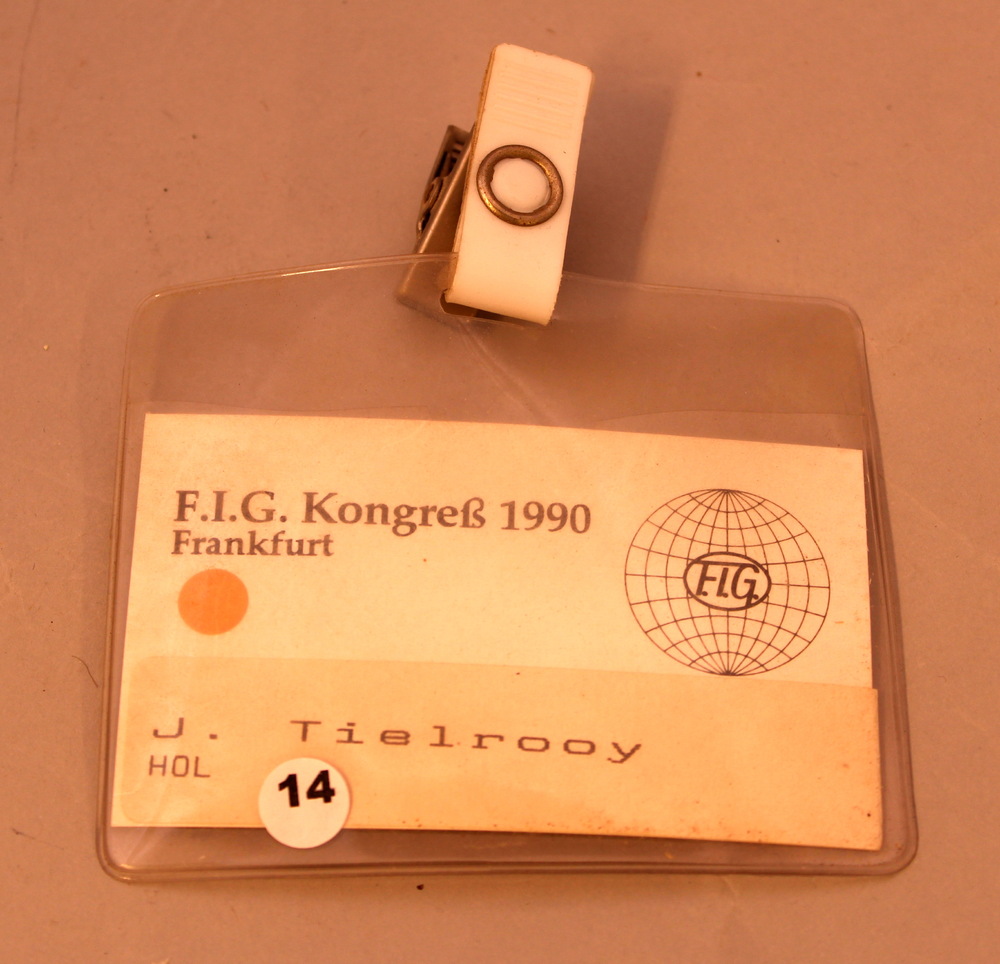 F.I.G. Kongreß 1990
Frankfurt
F.I.G.
J. Tielrooy
HOL
14